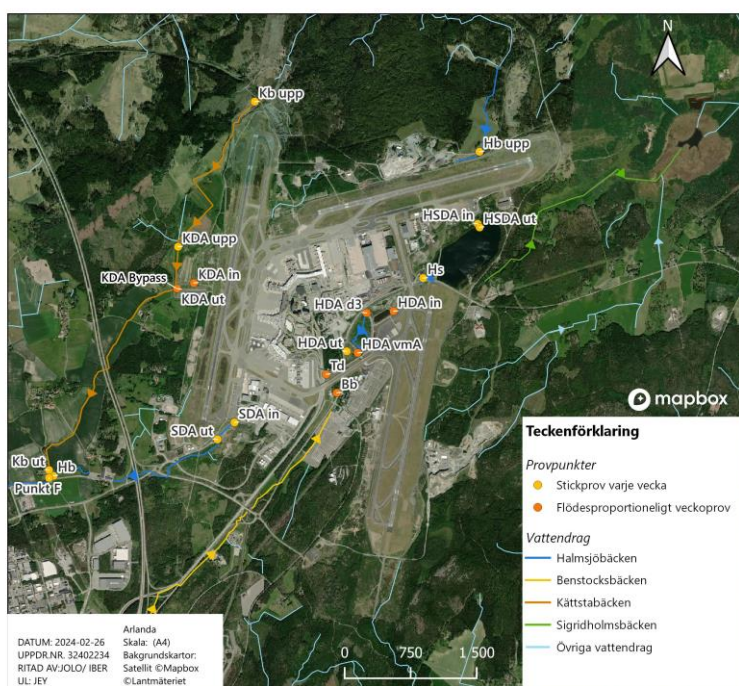 N
Kb upp
Hb upp
HSDA in
HSDA ut
KDA upp
KDA Bypass
KDA in
KDA ut
Hs
HDA d3
HDA in
HDA ut
HDA vmA
Td
Bb
SDA in
SDA ut
Kb ut
Hb
Punkt F
mapbox
Teckenförklaring
Provpunkter
Stickprov varje vecka
Flödesproportioneligt veckoprov
Vattendrag
Halmsjöbäcken
Benstocksbäcken
Kättstabäcken
Sigridholmsbäcken
Övriga vattendrag
0 750 1 500
DATUM: 2024-02-26
UPPDR.NR. 32402234
RITAD AV:JOLO/ IBER
UL: JEY
Arlanda
Skala: (A4)
Bakgrundskartor:
Satellit ©Mapbox
©Lantmäteriet